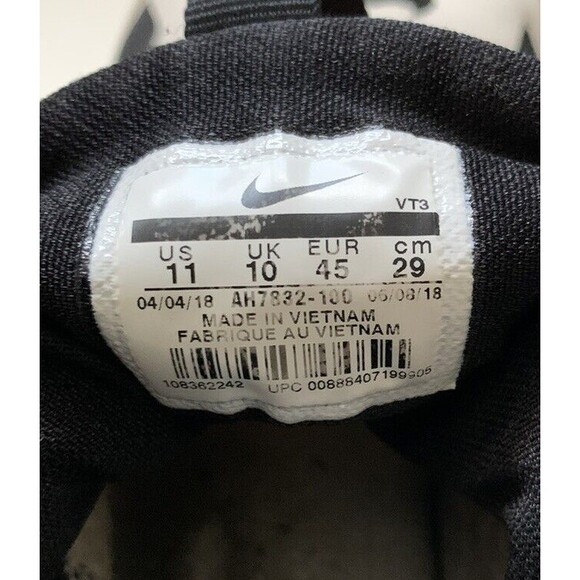 VT3
US UK EUR cm
11 10 45 29
04/04/18 AH7832-100 06/08/18
MADE IN VIETNAM
FABRIQUE AU VIETNAM
108362242 UPC 00888407199905